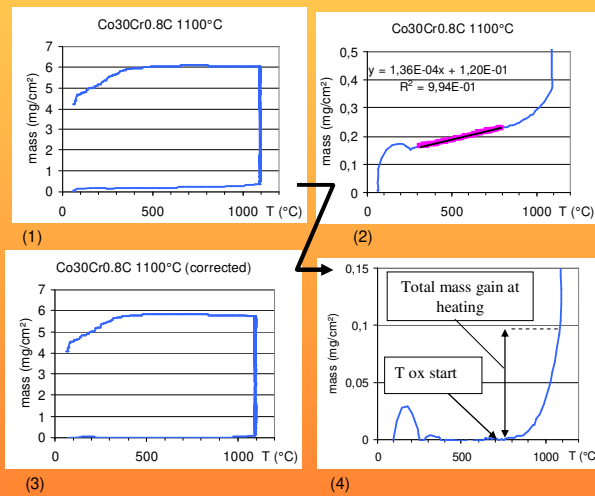 Co30Cr0.8C 1100°C
mass (mg/cm²)
7
6
5
4
3
2
1
0
0
500
1000
T (°C)
(1)
Co30Cr0.8C 1100°C
mass (mg/cm²)
0,5
0,4
0,3
0,2
0,1
0
y = 1,36E-04x + 1,20E-01
R² = 9,94E-01
0
500
1000
T (°C)
(2)
Co30Cr0.8C 1100°C (corrected)
mass (mg/cm²)
7
6
5
4
3
2
1
0
0
500
1000
T (°C)
(3)
mass (mg/cm²)
0,15
0,1
0,05
0
Total mass gain at
heating
T ox start
0
500
1000
T (°C)
(4)